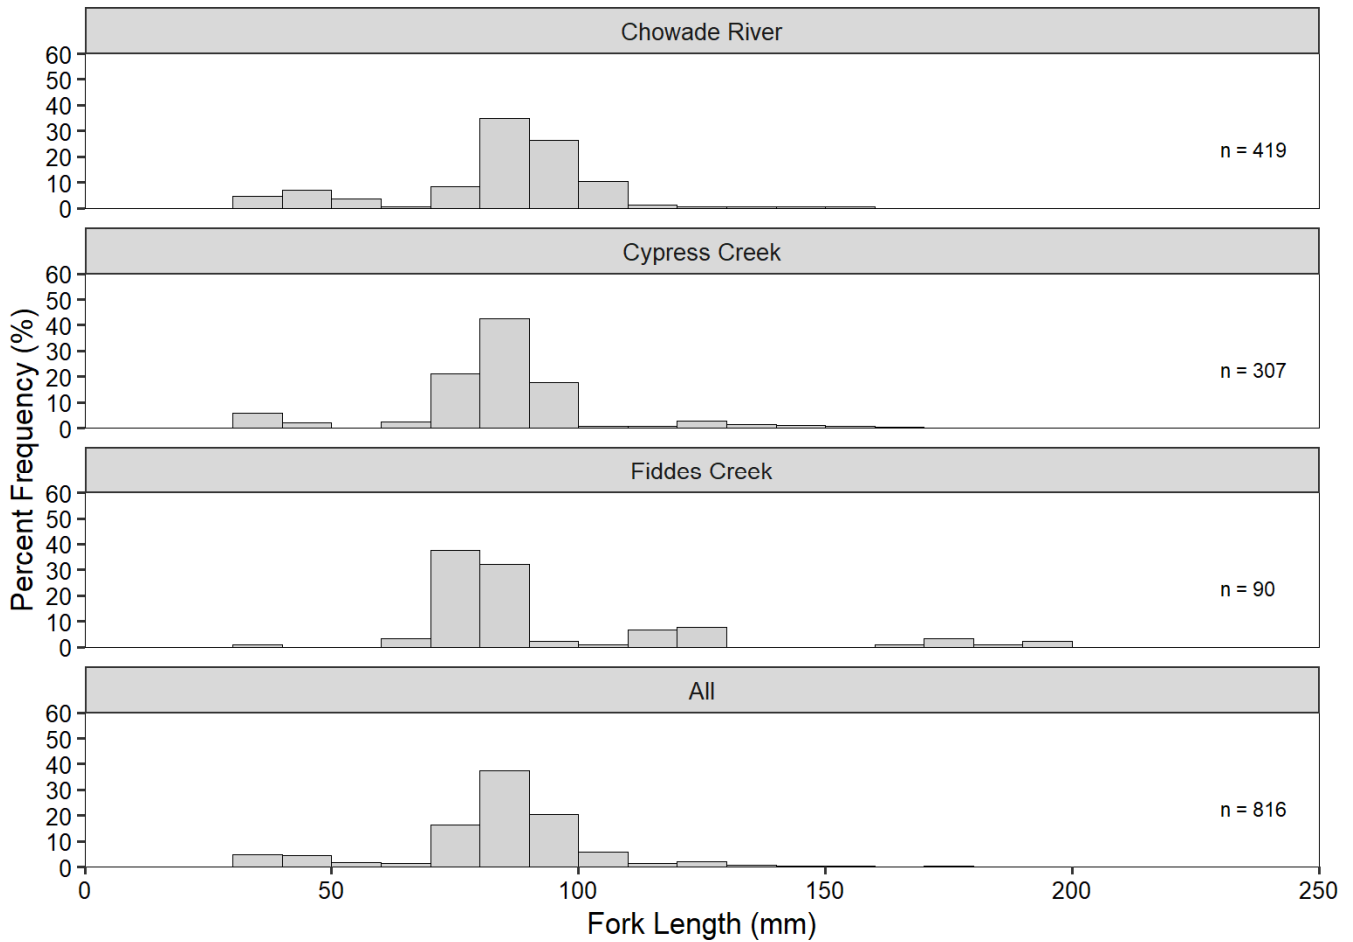 Chowade River
60
50
40
30
20
10
0
n = 419
Cypress Creek
60
50
40
30
20
10
0
n = 307
Percent Frequency (%)
Fiddes Creek
60
50
40
30
20
10
0
n = 90
All
60
50
40
30
20
10
0
n = 816
0 50 100 150 200 250
Fork Length (mm)